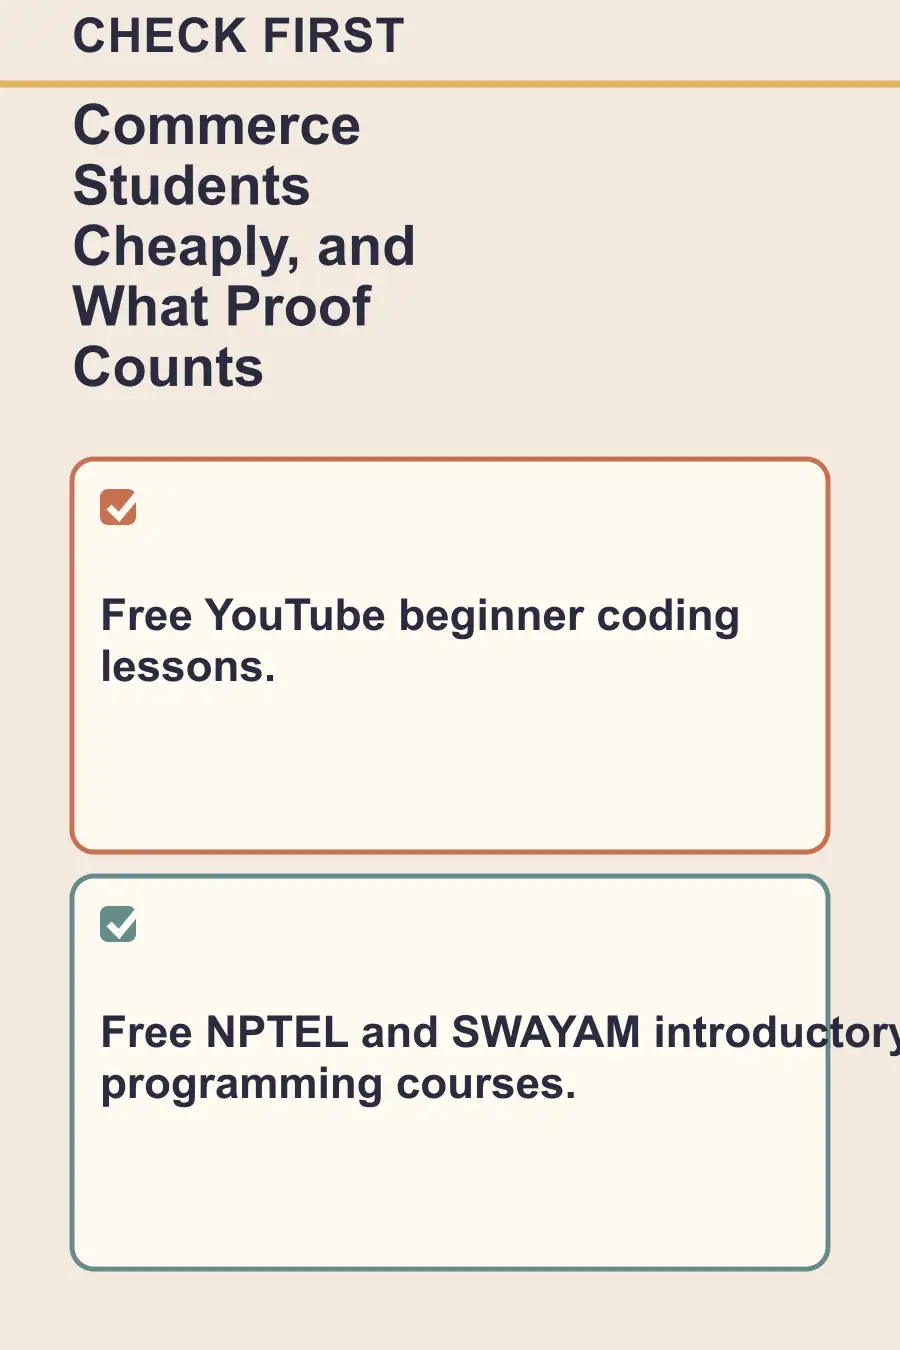 CHECK FIRST
Commerce
Students
Cheaply, and
What Proof
Counts
Free YouTube beginner coding
lessons.
Free NPTEL and SWAYAM introductory
programming courses.